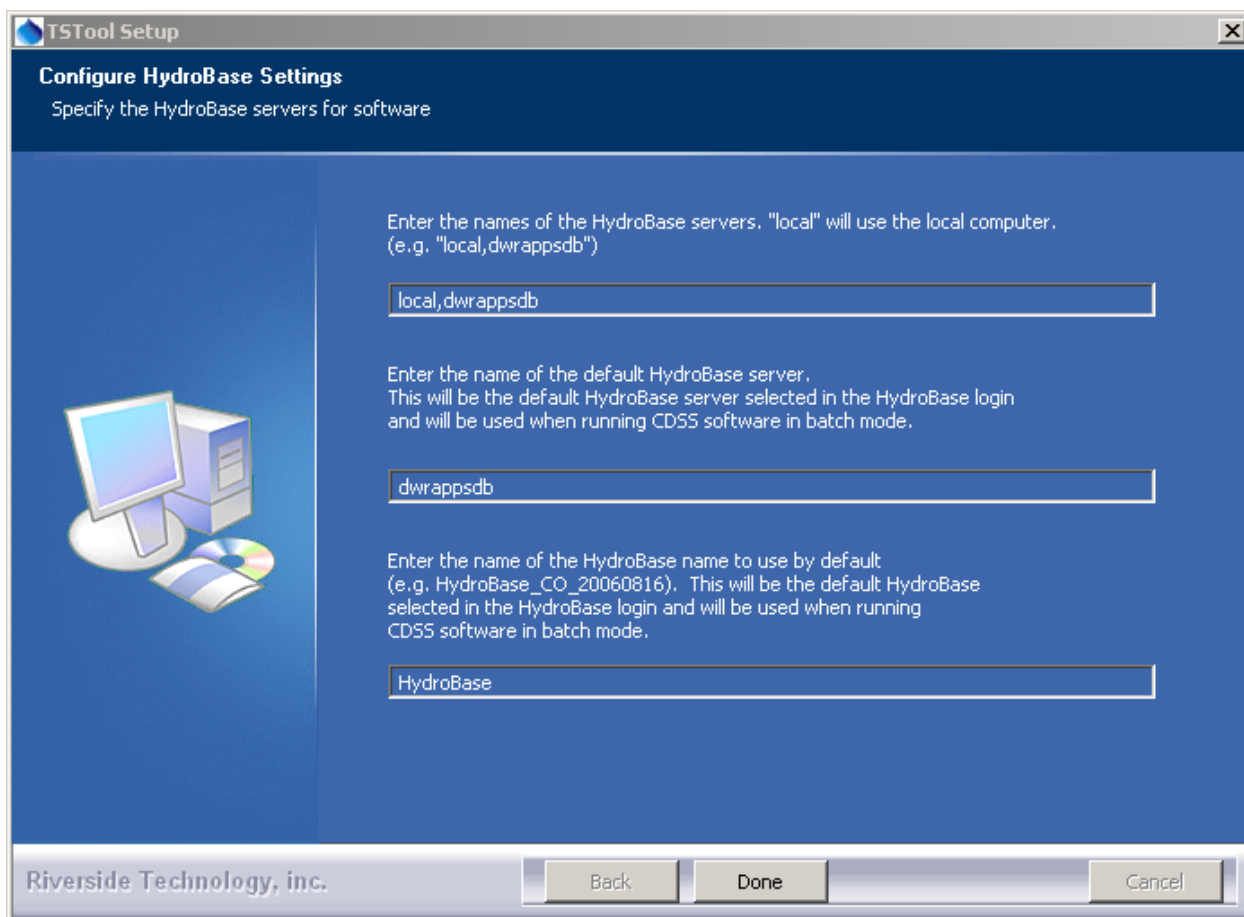 TSTool Setup
Configure HydroBase Settings
Specify the HydroBase servers for software
Enter the names of the HydroBase servers. "local" will use the local computer.
(e.g. "local,dwrappsdb")
local,dwrappsdb
Enter the name of the default HydroBase server.
This will be the default HydroBase server selected in the HydroBase login
and will be used when running CDSS software in batch mode.
dwrappsdb
Enter the name of the HydroBase name to use by default
(e.g. HydroBase_CO_20060816).  This will be the default HydroBase
selected in the HydroBase login and will be used when running
CDSS software in batch mode.
HydroBase
Riverside Technology, inc.
Back
Done
Cancel